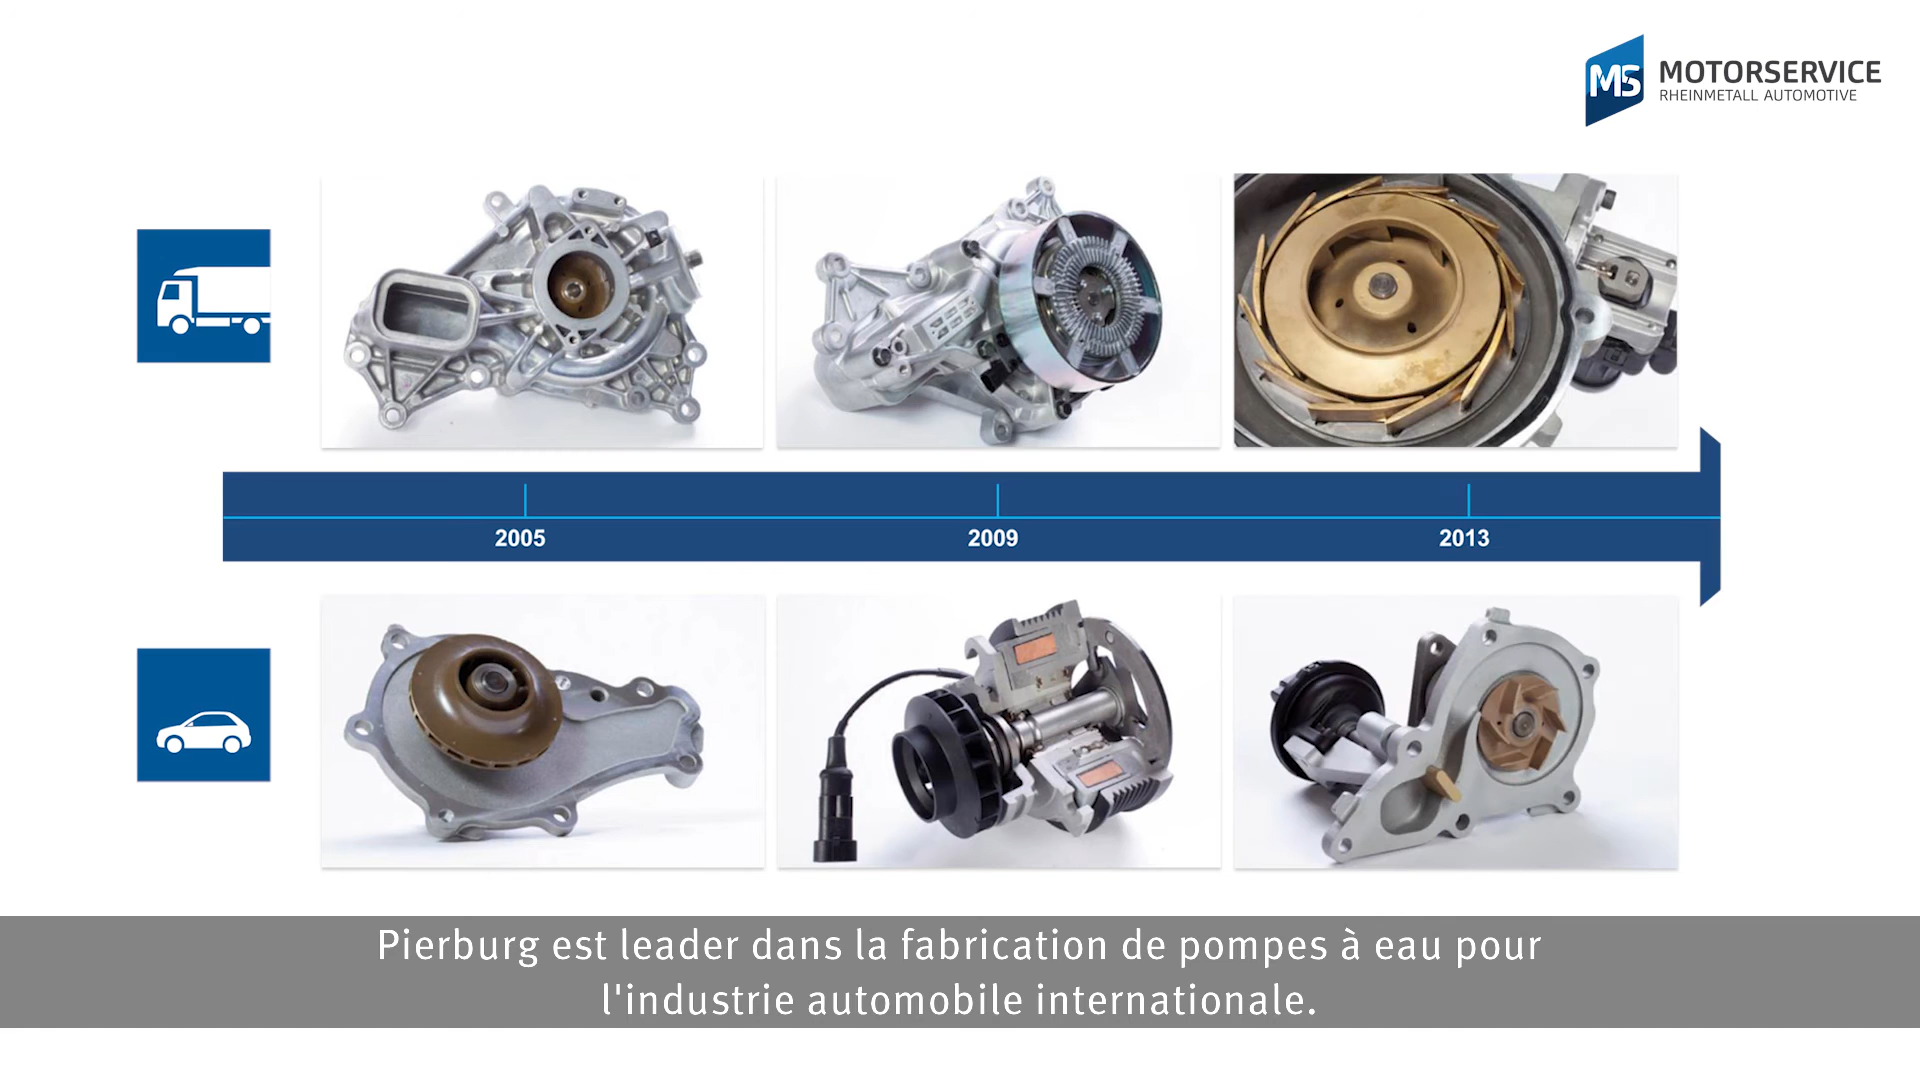 MS MOTORSERVICE
RHEINMETALL AUTOMOTIVE
2005 2009 2013
Pierburg est leader dans la fabrication de pompes à eau pour
l'industrie automobile internationale.